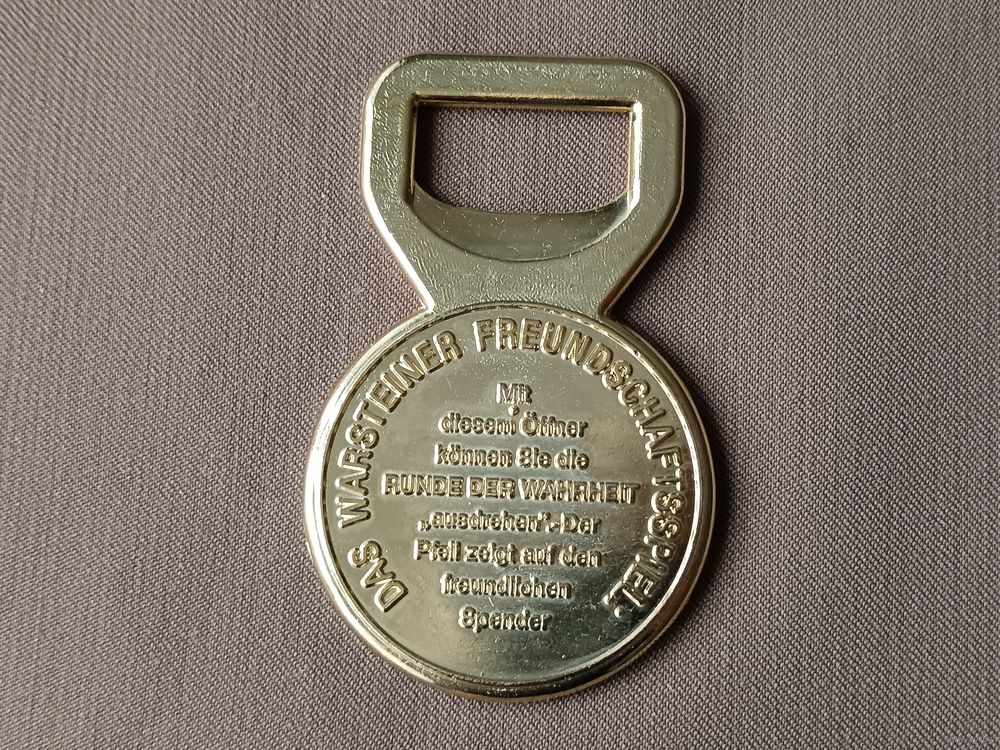 DAS WARSTEINER FREUNDSCHAFTSSPIEL.
Mit
diesem Öffner
können Sie die
RUNDE DER WAHRHEIT
„ausdrehen“.-Der
Pfeil zeigt auf den
freundlichen
Spender